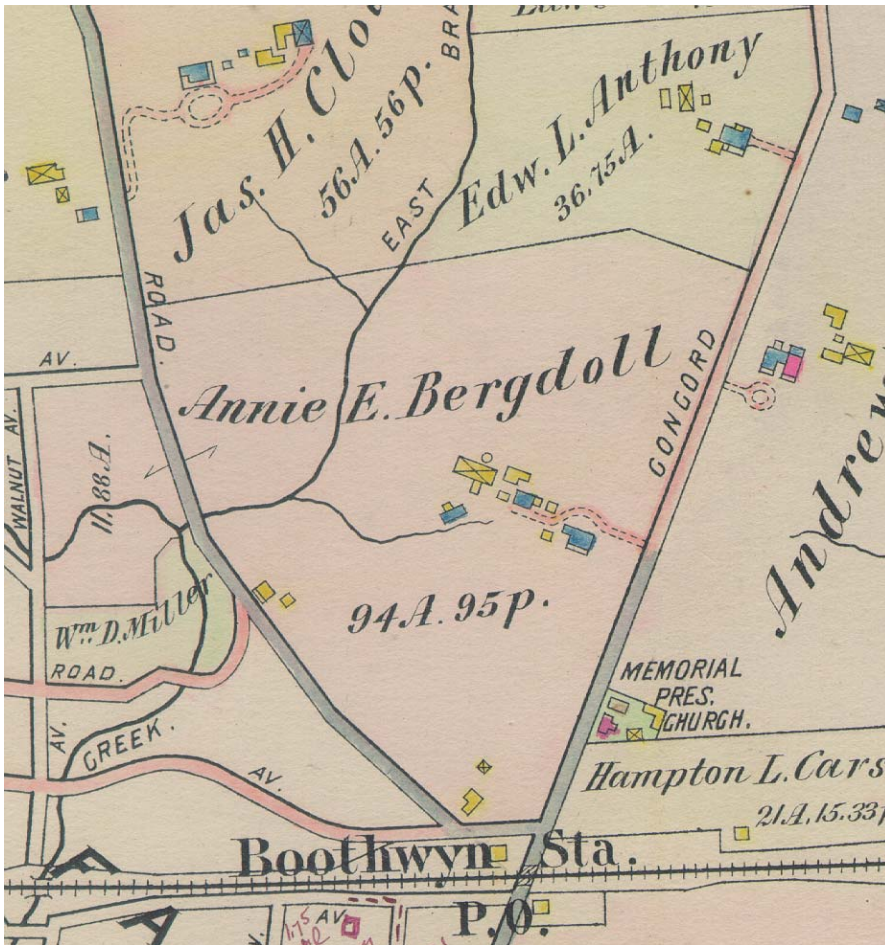 BRA
Jas. H. Clo
56A. 56p.
Edw. L. Anthony
36.75A.
EAST
ROAD.
AV.
Annie E. Bergdoll
CONCORD
WALNUT AV.
11.88A.
Andrew
94A. 95p.
Wm. D. Miller
ROAD.
MEMORIAL
PRES.
CHURCH.
AV.
CREEK.
AV.
Hampton L. Cars
21A. 15.33p
Boothwyn Sta.
A
AV.
P.O.
AV.